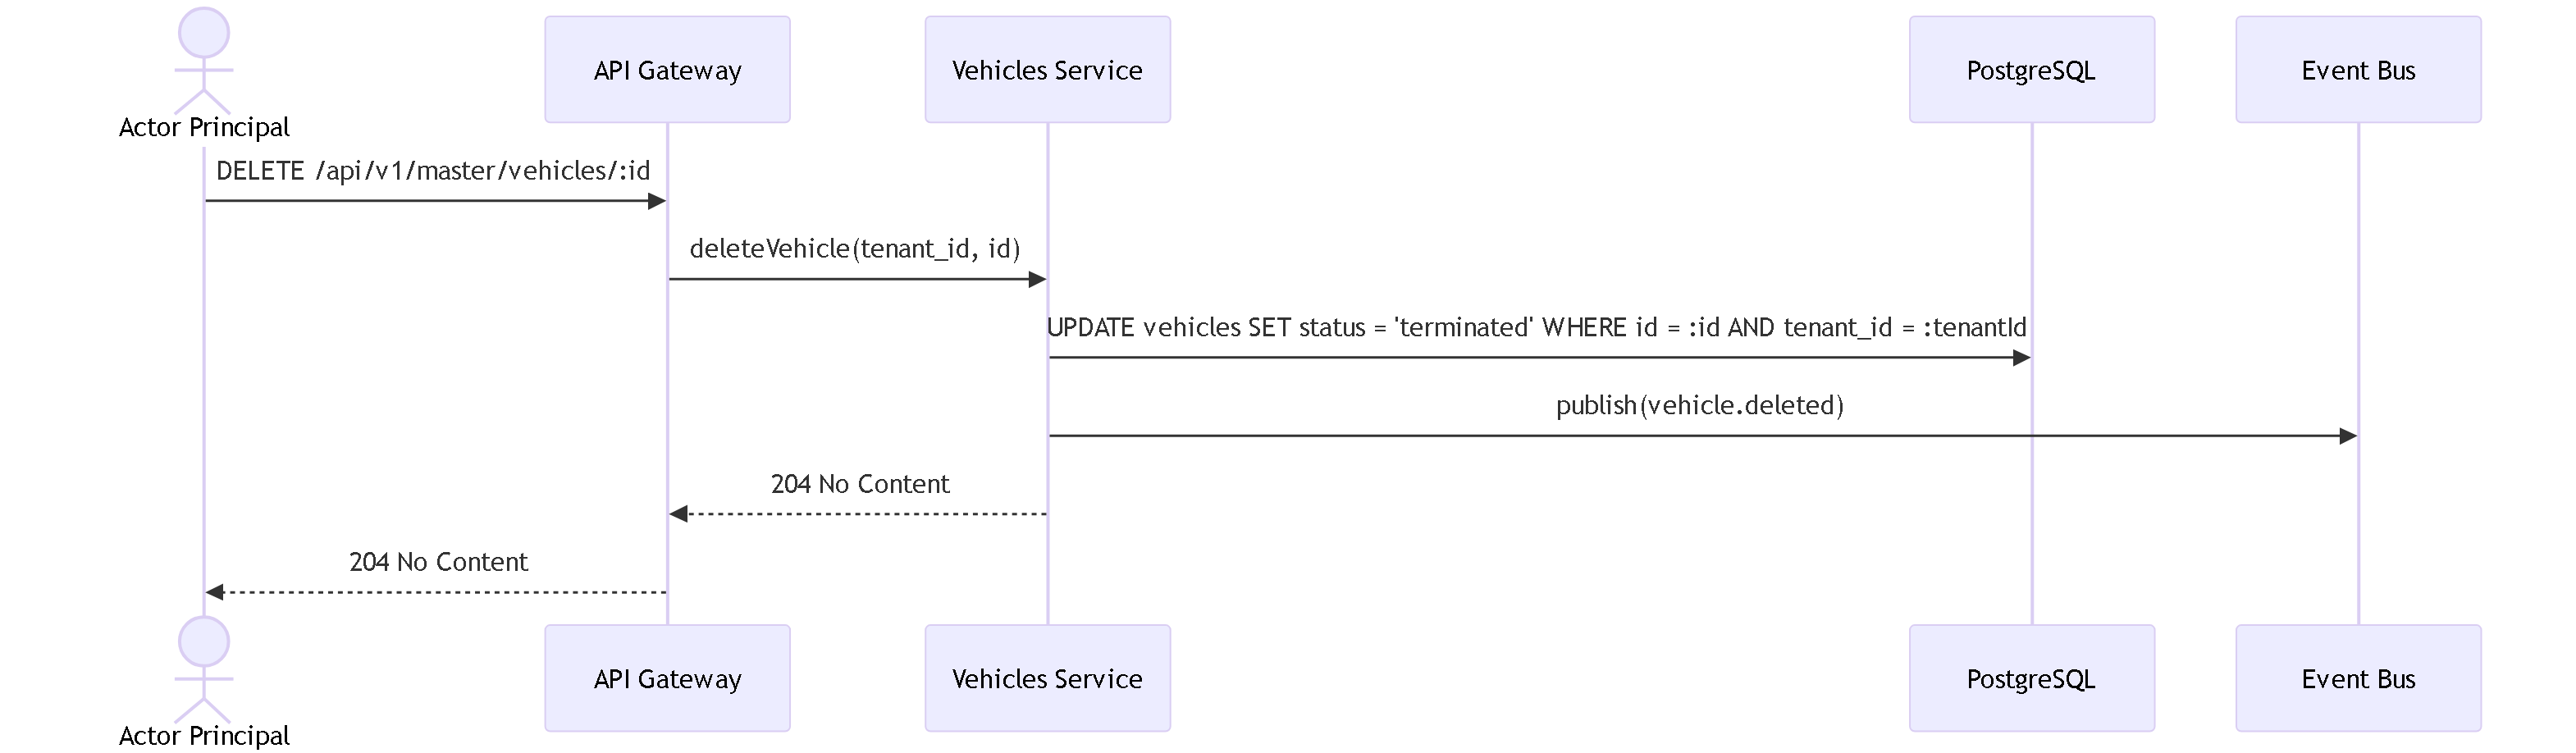 Actor Principal
API Gateway
Vehicles Service
PostgreSQL
Event Bus
DELETE /api/v1/master/vehicles/:id
deleteVehicle(tenant_id, id)
UPDATE vehicles SET status = 'terminated' WHERE id = :id AND tenant_id = :tenantId
publish(vehicle.deleted)
204 No Content
204 No Content
Actor Principal
API Gateway
Vehicles Service
PostgreSQL
Event Bus